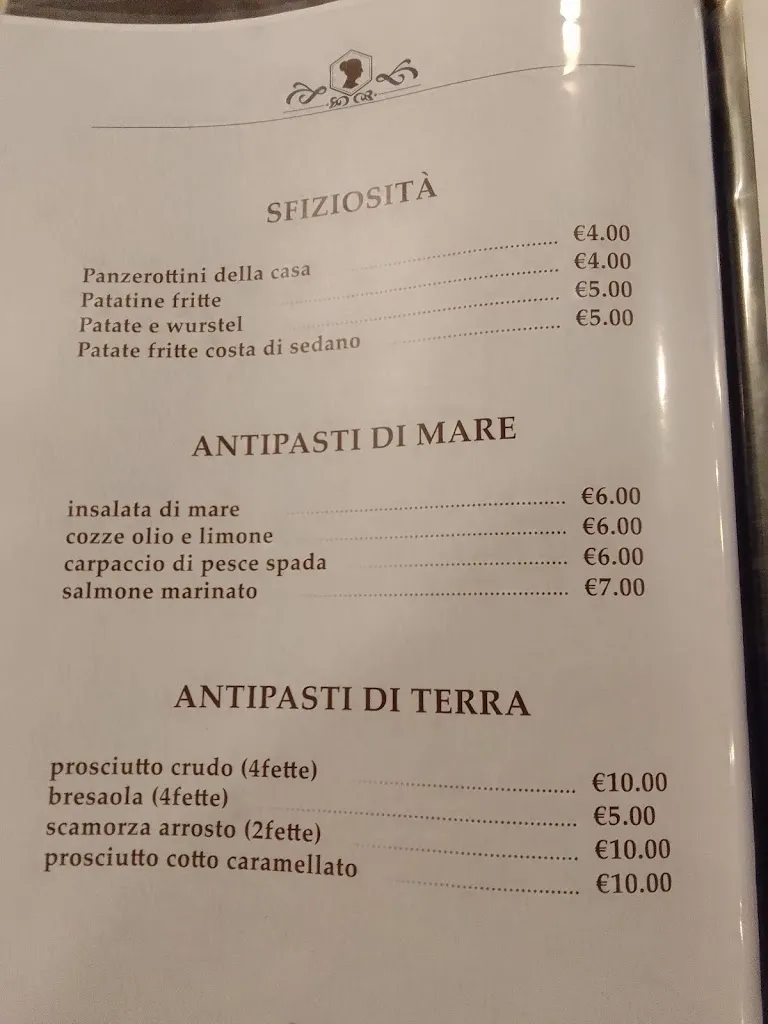 SFIZIOSITÀ
Panzerottini della casa ........ €4.00
Patatine fritte ........ €4.00
Patate e wurstel ........ €5.00
Patate fritte costa di sedano ........ €5.00
ANTIPASTI DI MARE
insalata di mare ........ €6.00
cozze olio e limone ........ €6.00
carpaccio di pesce spada ........ €6.00
salmone marinato ........ €7.00
ANTIPASTI DI TERRA
prosciutto crudo (4fette) ........ €10.00
bresaola (4fette) ........ €5.00
scamorza arrosto (2fette) ........ €10.00
prosciutto cotto caramellato ........ €10.00